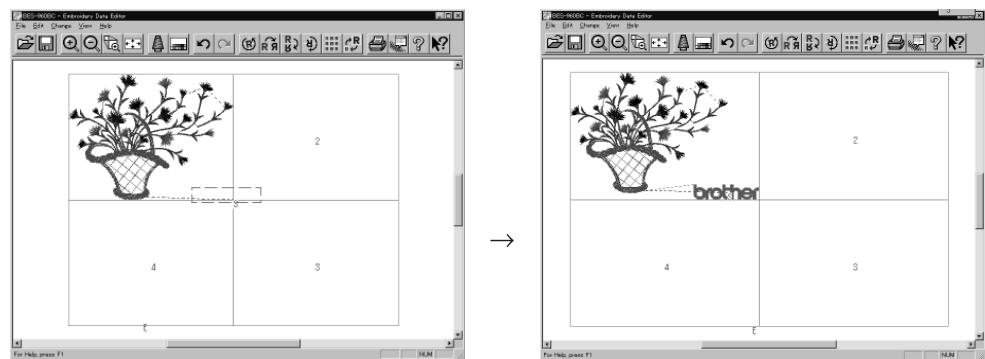 BES-960BC - Embroidery Data Editor
File Edit Change View Help
2
S
4
3
E
For Help, press F1
NUM
→
BES-960BC - Embroidery Data Editor
File Edit Change View Help
2
brother
4
3
E
For Help, press F1
NUM